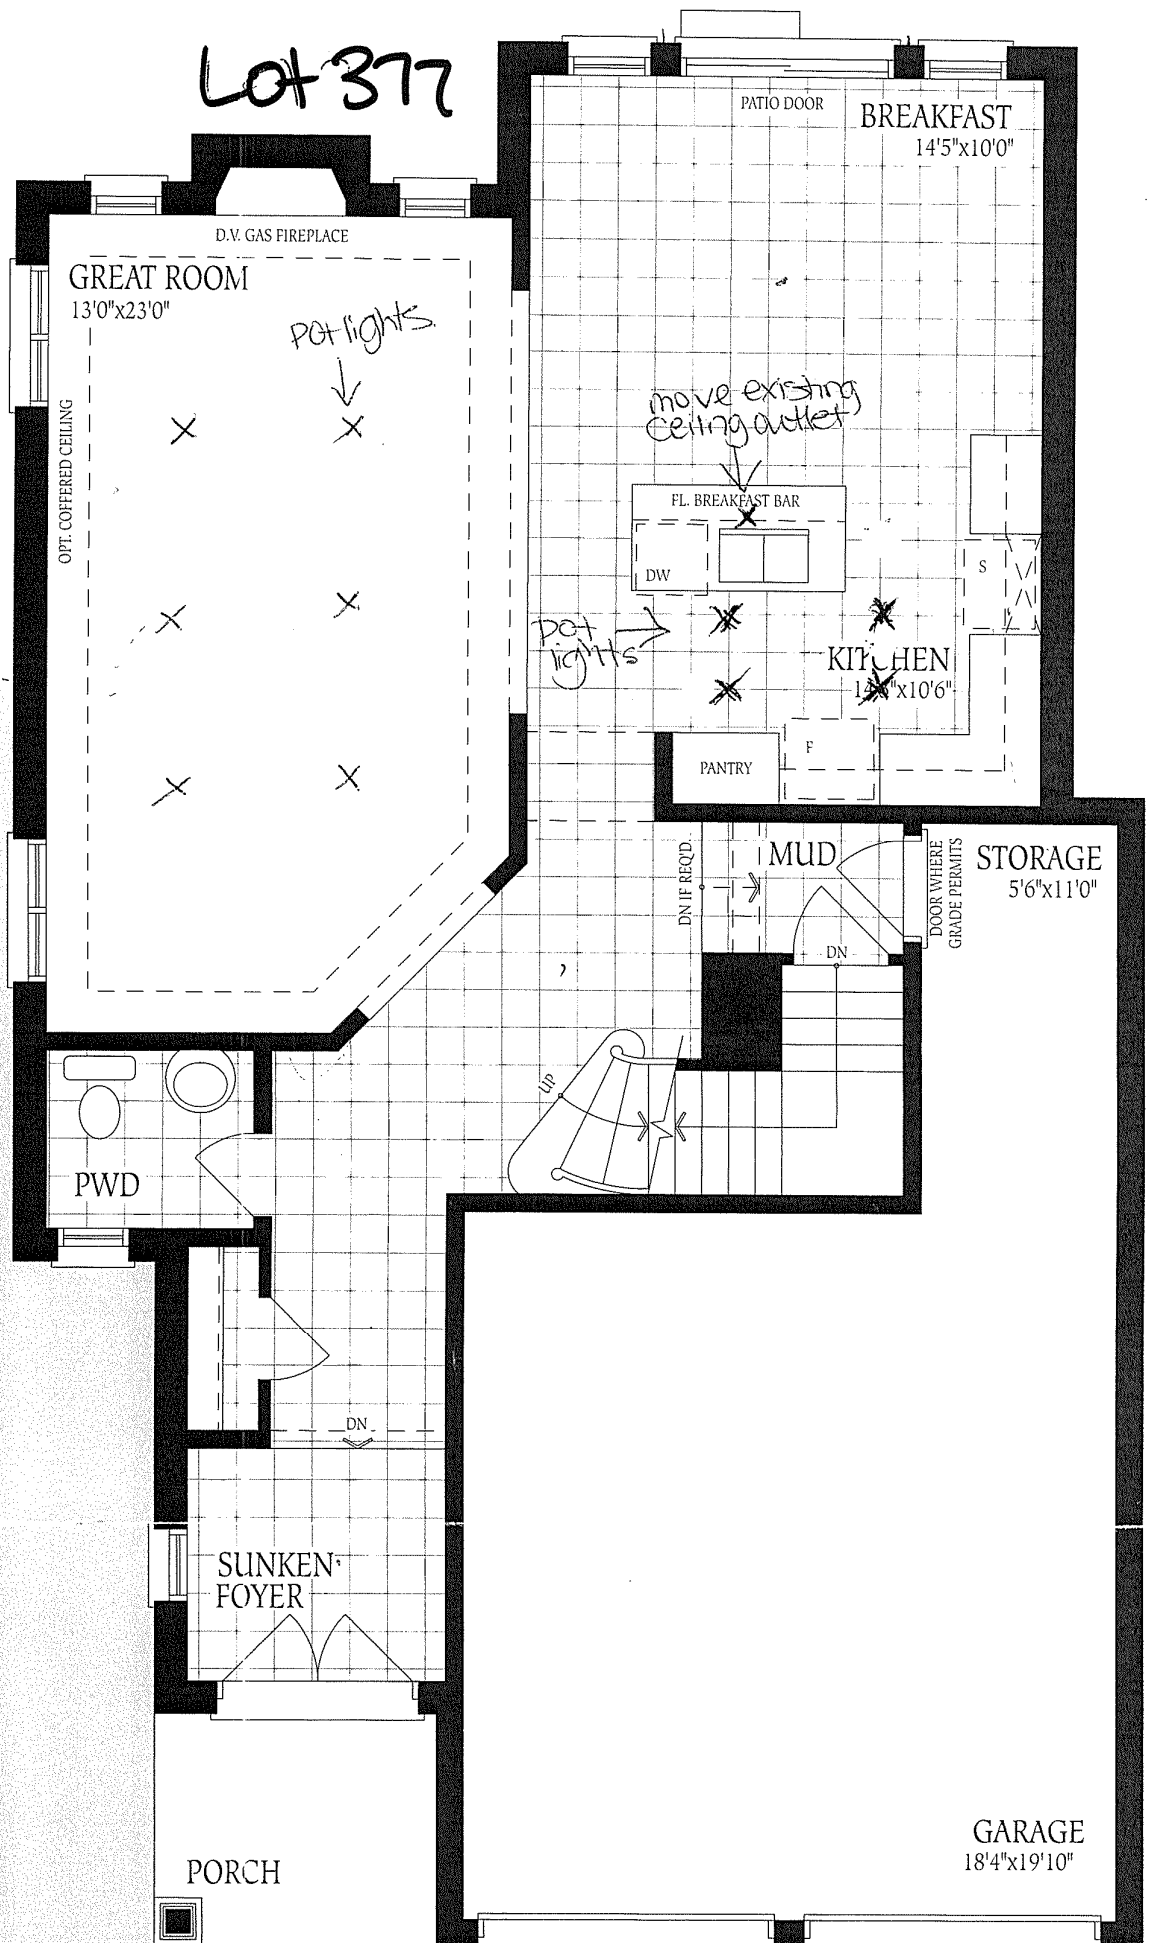 Lot 377
PATIO DOOR
BREAKFAST
14'5"x10'0"
D.V. GAS FIREPLACE
GREAT ROOM
13'0"x23'0"
pot lights
OPT. COFFERED CEILING
move existing
ceiling outlet
FL. BREAKFAST BAR
DW
S
pot
lights
KITCHEN
x10'6"
PANTRY
F
DN IF REQ'D
MUD
DOOR WHERE
GRADE PERMITS
STORAGE
5'6"x11'0"
DN
UP
PWD
DN
SUNKEN
FOYER
PORCH
GARAGE
18'4"x19'10"